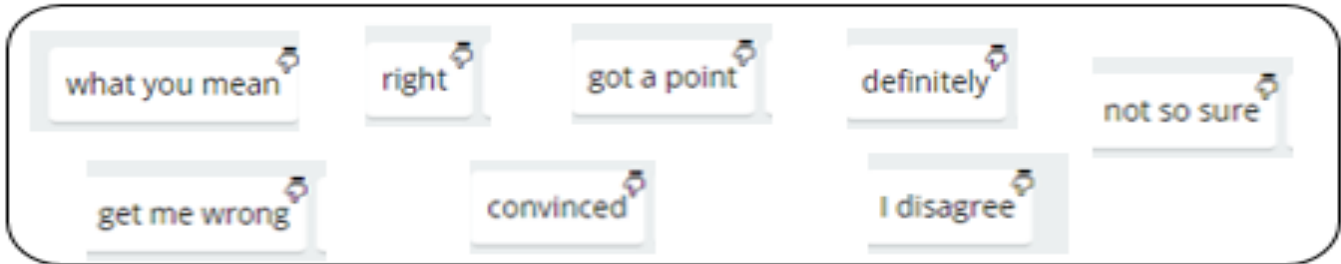 what you mean
right
got a point
definitely
not so sure
get me wrong
convinced
I disagree